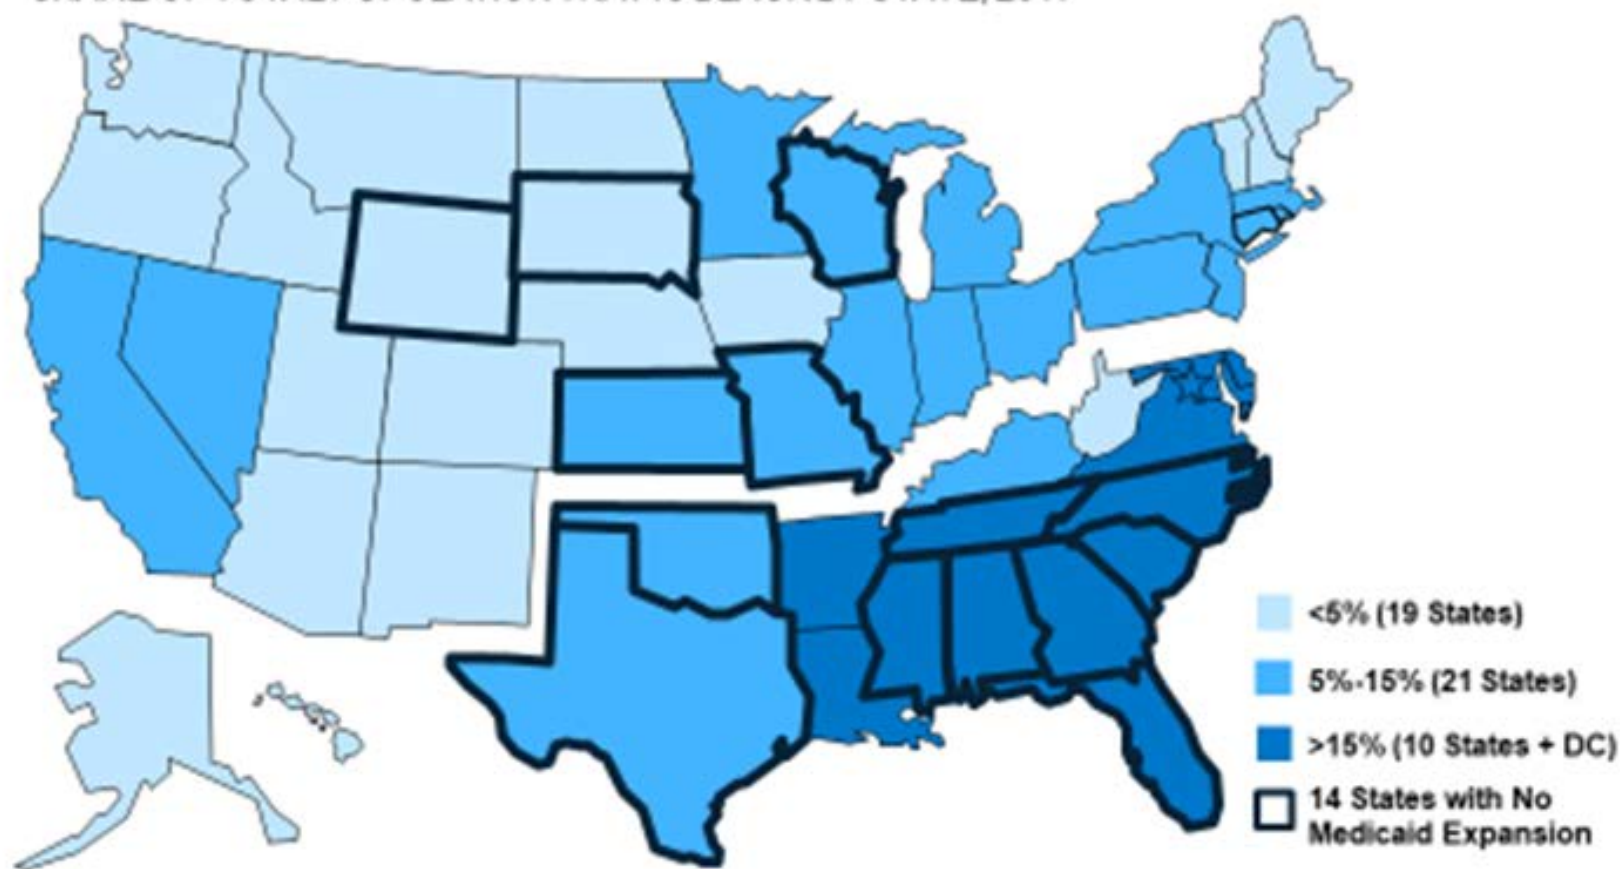 <5% (19 States)
5%-15% (21 States)
>15% (10 States + DC)
14 States with No
Medicaid Expansion